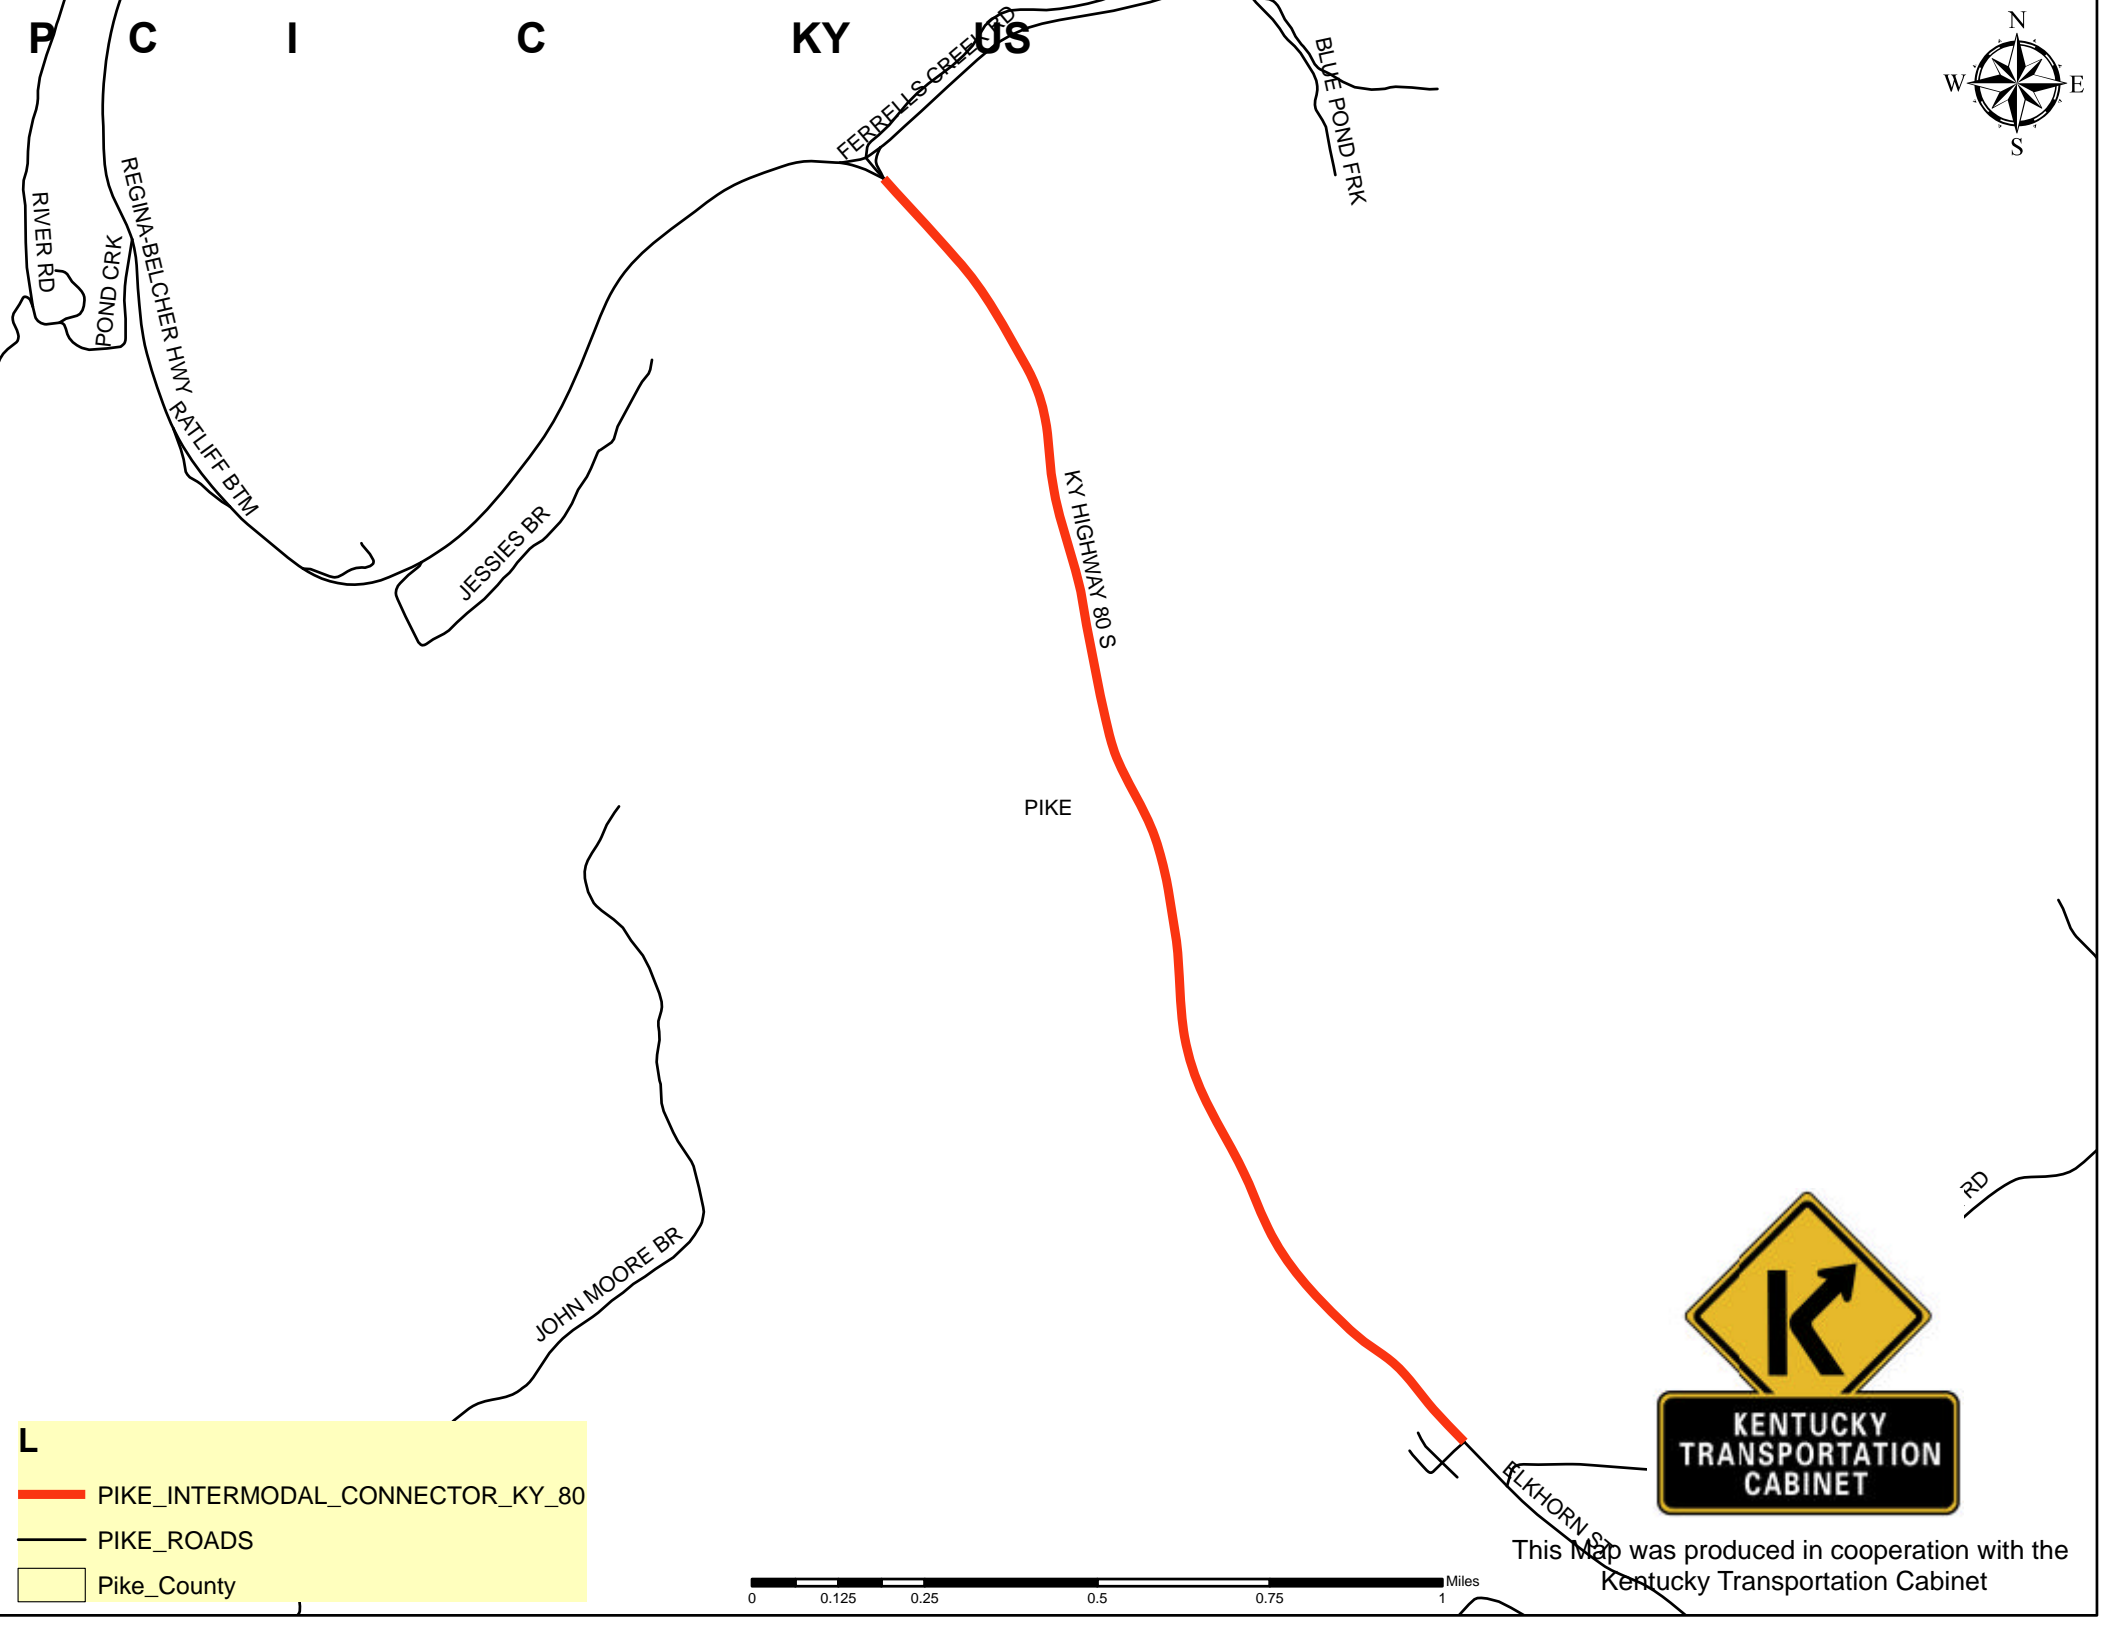 P C I C KY US
N
W E
S
FERRELLS CREEK RD
BLUE POND FRK
RIVER RD
POND CRK
REGINA-BELCHER HWY
RATLIFF BTM
JESSIES BR
KY HIGHWAY 80 S
PIKE
JOHN MOORE BR
RD
ELKHORN ST
L
PIKE_INTERMODAL_CONNECTOR_KY_80
PIKE_ROADS
Pike_County
0 0.125 0.25 0.5 0.75 1 Miles
K
KENTUCKY
TRANSPORTATION
CABINET
This Map was produced in cooperation with the
Kentucky Transportation Cabinet